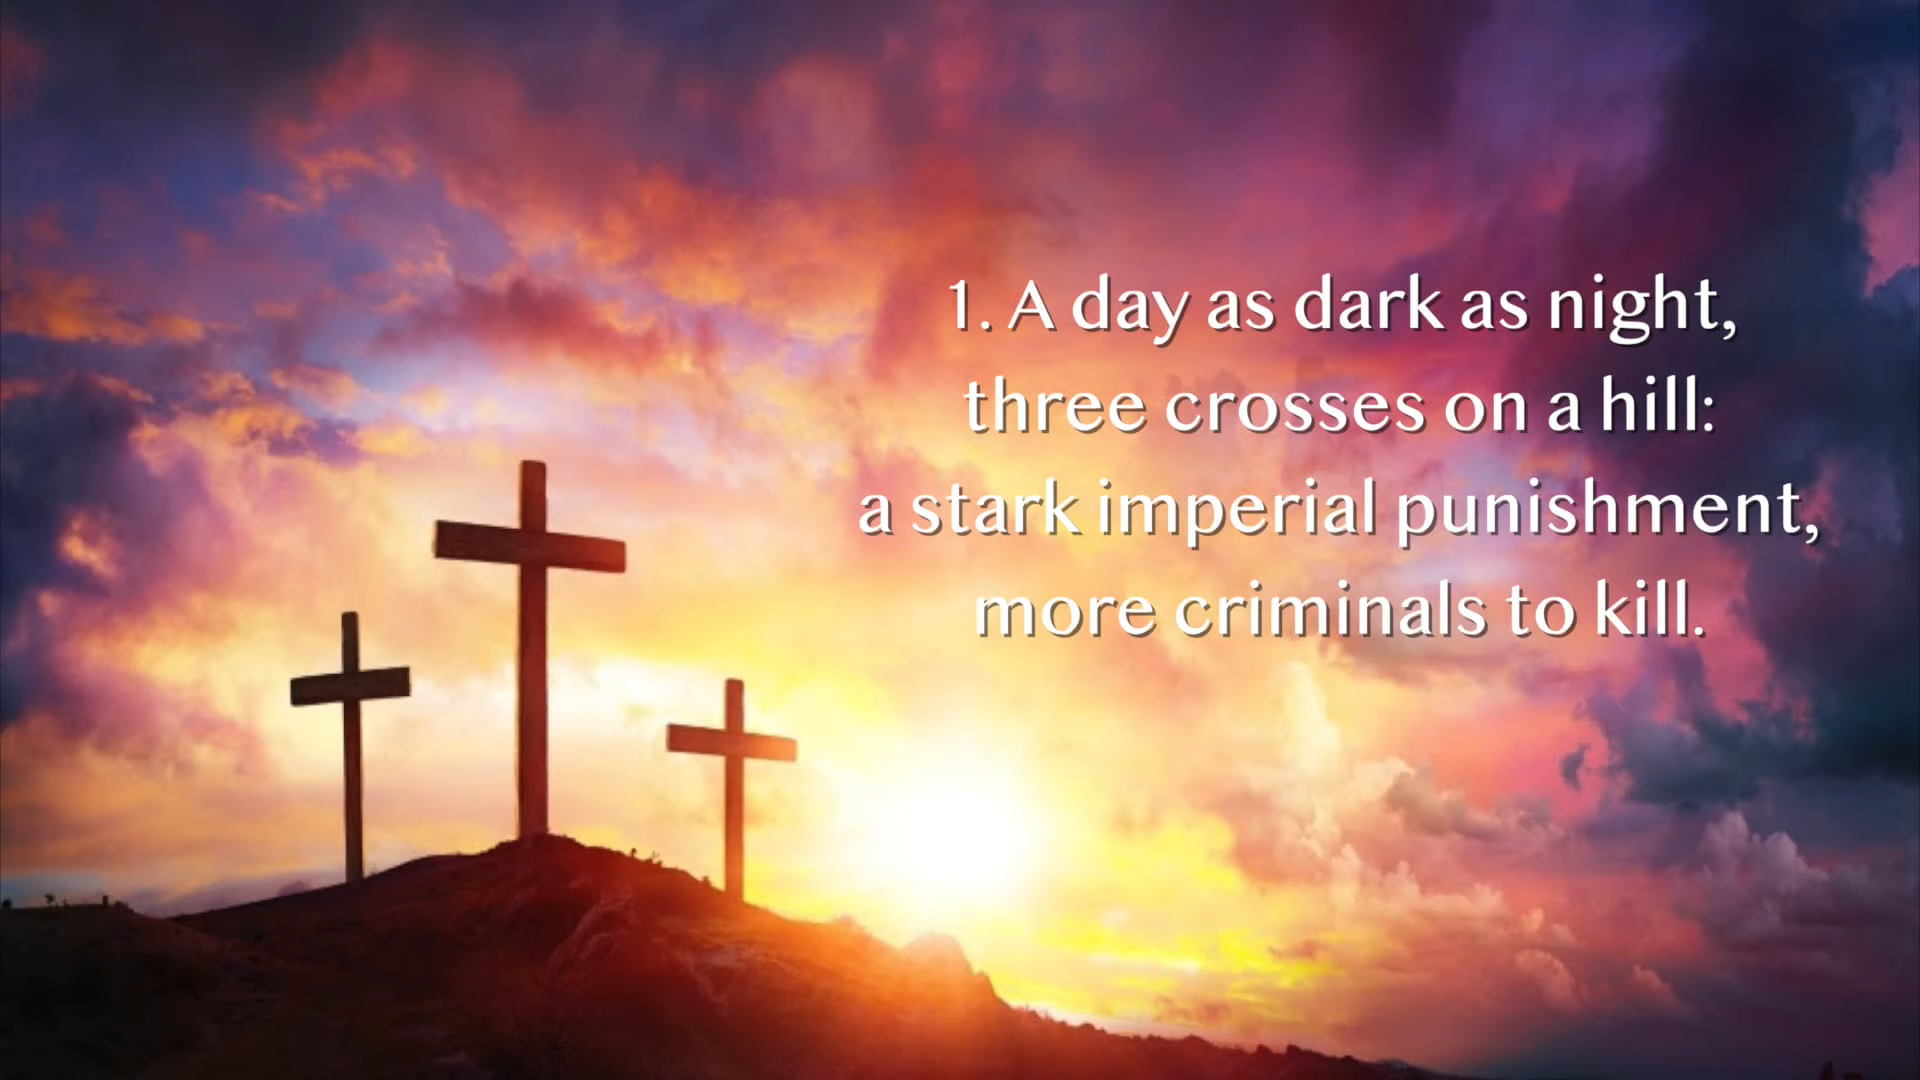 1. A day as dark as night,
three crosses on a hill:
a stark imperial punishment,
more criminals to kill.